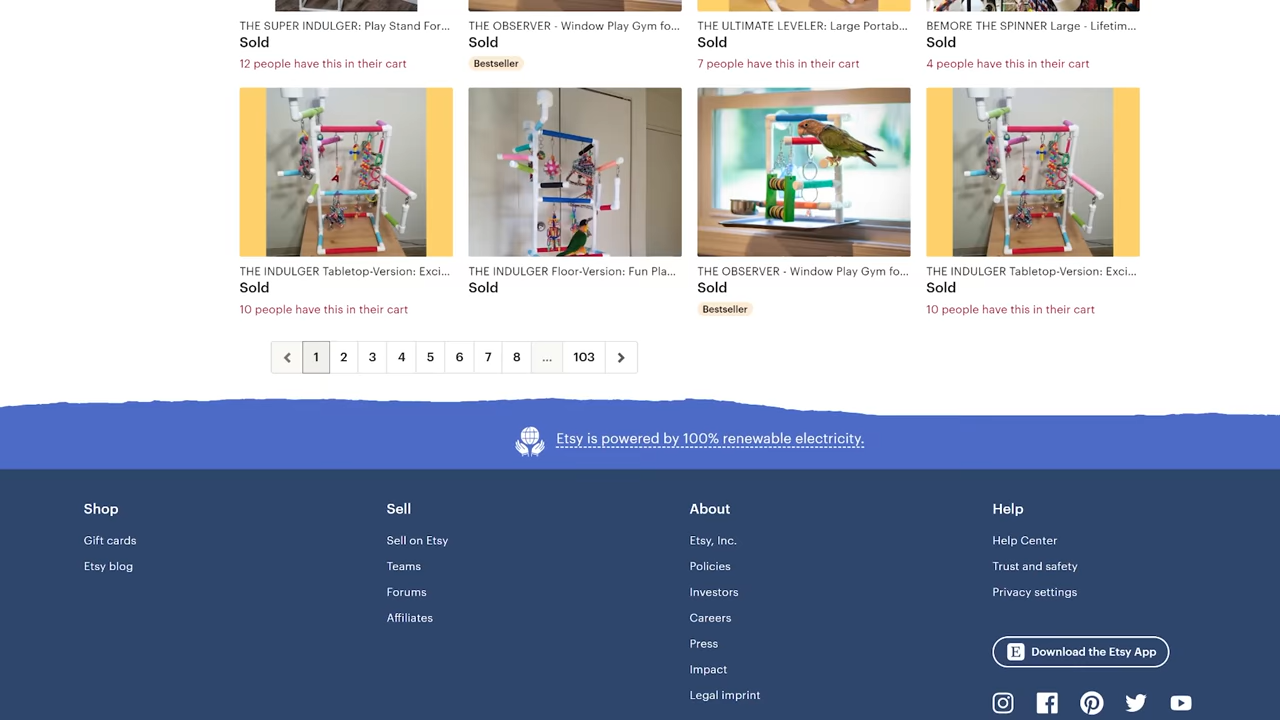 THE SUPER INDULGER: Play Stand For...
Sold
12 people have this in their cart
THE OBSERVER - Window Play Gym fo...
Sold
Bestseller
THE ULTIMATE LEVELER: Large Portab...
Sold
7 people have this in their cart
BEMORE THE SPINNER Large - Lifetim...
Sold
4 people have this in their cart
THE INDULGER Tabletop-Version: Exci...
Sold
10 people have this in their cart
THE INDULGER Floor-Version: Fun Pla...
Sold
THE OBSERVER - Window Play Gym fo...
Sold
Bestseller
THE INDULGER Tabletop-Version: Exci...
Sold
10 people have this in their cart
1 2 3 4 5 6 7 8 ... 103
Etsy is powered by 100% renewable electricity.
Shop
Gift cards
Etsy blog
Sell
Sell on Etsy
Teams
Forums
Affiliates
About
Etsy, Inc.
Policies
Investors
Careers
Press
Impact
Legal imprint
Help
Help Center
Trust and safety
Privacy settings
E Download the Etsy App